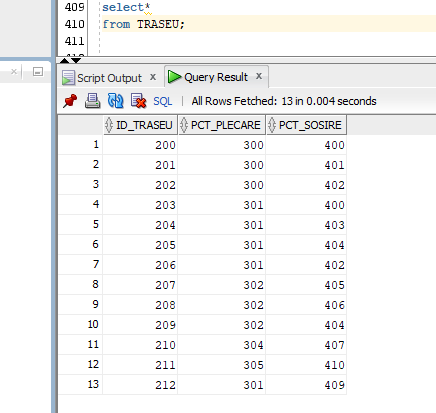 409 select*
410 from TRASEU;
411
Script Output x Query Result x
SQL | All Rows Fetched: 13 in 0.004 seconds
ID_TRASEU PCT_PLECARE PCT_SOSIRE
1 200 300 400
2 201 300 401
3 202 300 402
4 203 301 400
5 204 301 403
6 205 301 404
7 206 301 402
8 207 302 405
9 208 302 406
10 209 302 404
11 210 304 407
12 211 305 410
13 212 301 409